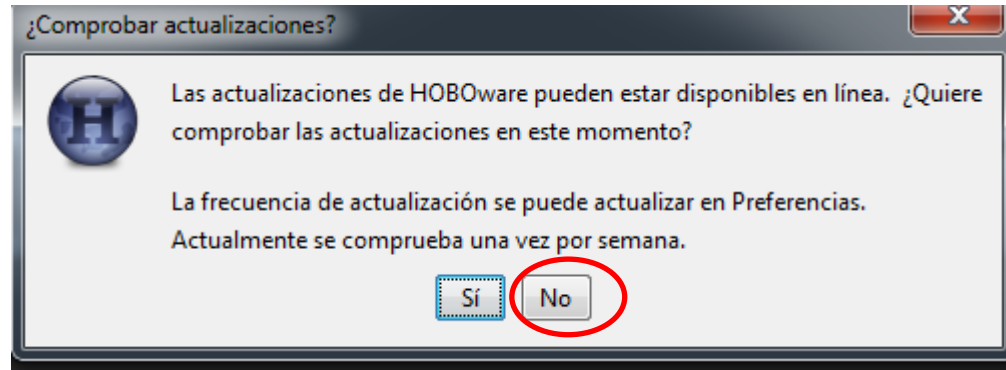 ¿Comprobar actualizaciones?
H
Las actualizaciones de HOBOware pueden estar disponibles en línea. ¿Quiere
comprobar las actualizaciones en este momento?
La frecuencia de actualización se puede actualizar en Preferencias.
Actualmente se comprueba una vez por semana.
Sí No